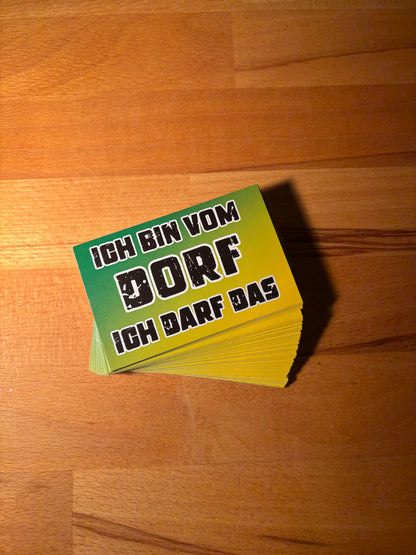 ICH BIN VOM
DORF
ICH DARF DAS